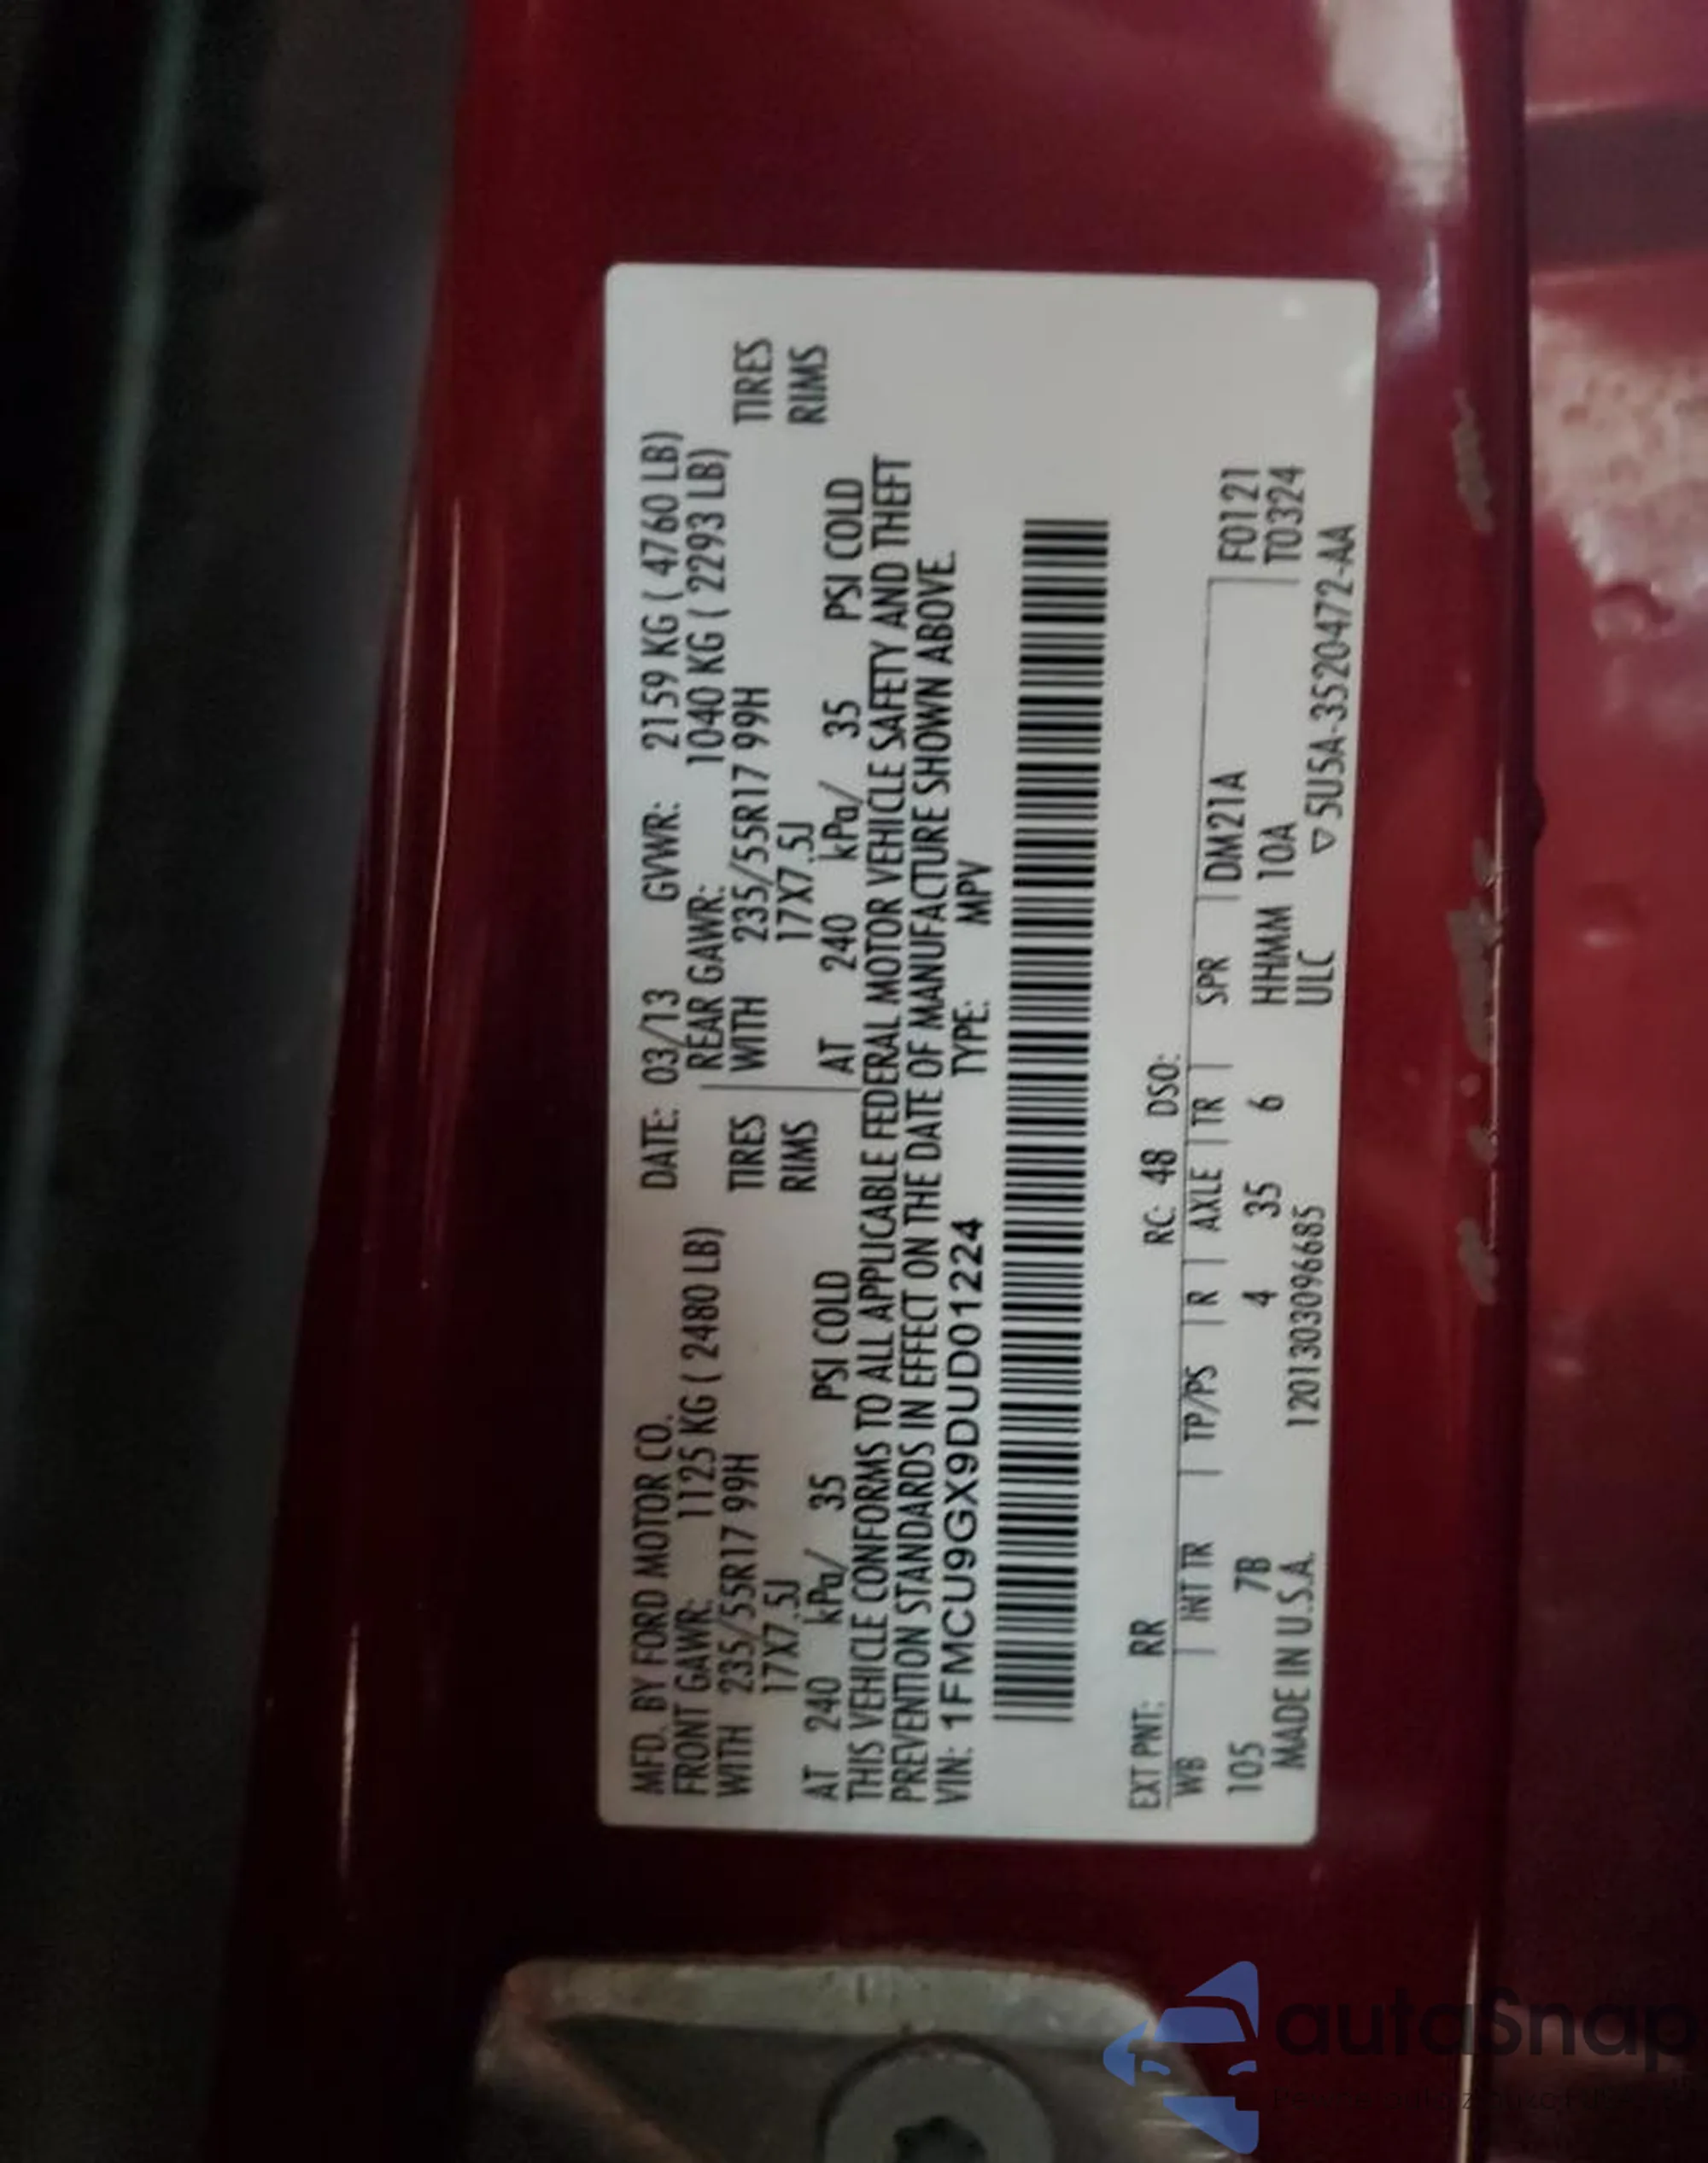 MFD. BY FORD MOTOR CO. DATE: 03/13 GVWR: 2159 KG ( 4760 LB)
FRONT GAWR: 1125 KG ( 2480 LB) REAR GAWR: 1040 KG ( 2293 LB)
WITH 235/55R17 99H TIRES WITH 235/55R17 99H TIRES
17X7.5J RIMS 17X7.5J RIMS
AT 240 kPa/ 35 PSI COLD AT 240 kPa/ 35 PSI COLD
THIS VEHICLE CONFORMS TO ALL APPLICABLE FEDERAL MOTOR VEHICLE SAFETY AND THEFT
PREVENTION STANDARDS IN EFFECT ON THE DATE OF MANUFACTURE SHOWN ABOVE.
VIN: 1FMCU9GX9DUD01224 TYPE: MPV
EXT PNT: RR RC: 48 DSO:
WB INT TR TP/PS R AXLE TR SPR DM21A F0121
105 7B 4 35 6 HHMM 10A T0324
MADE IN U.S.A. 1201303096685 ULC ▽5U5A-3520472-AA
autaSnap